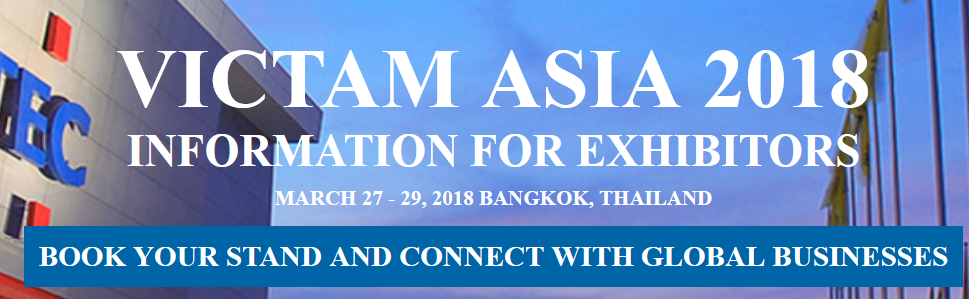 VICTAM ASIA 2018
INFORMATION FOR EXHIBITORS
MARCH 27 - 29, 2018 BANGKOK, THAILAND
BOOK YOUR STAND AND CONNECT WITH GLOBAL BUSINESSES